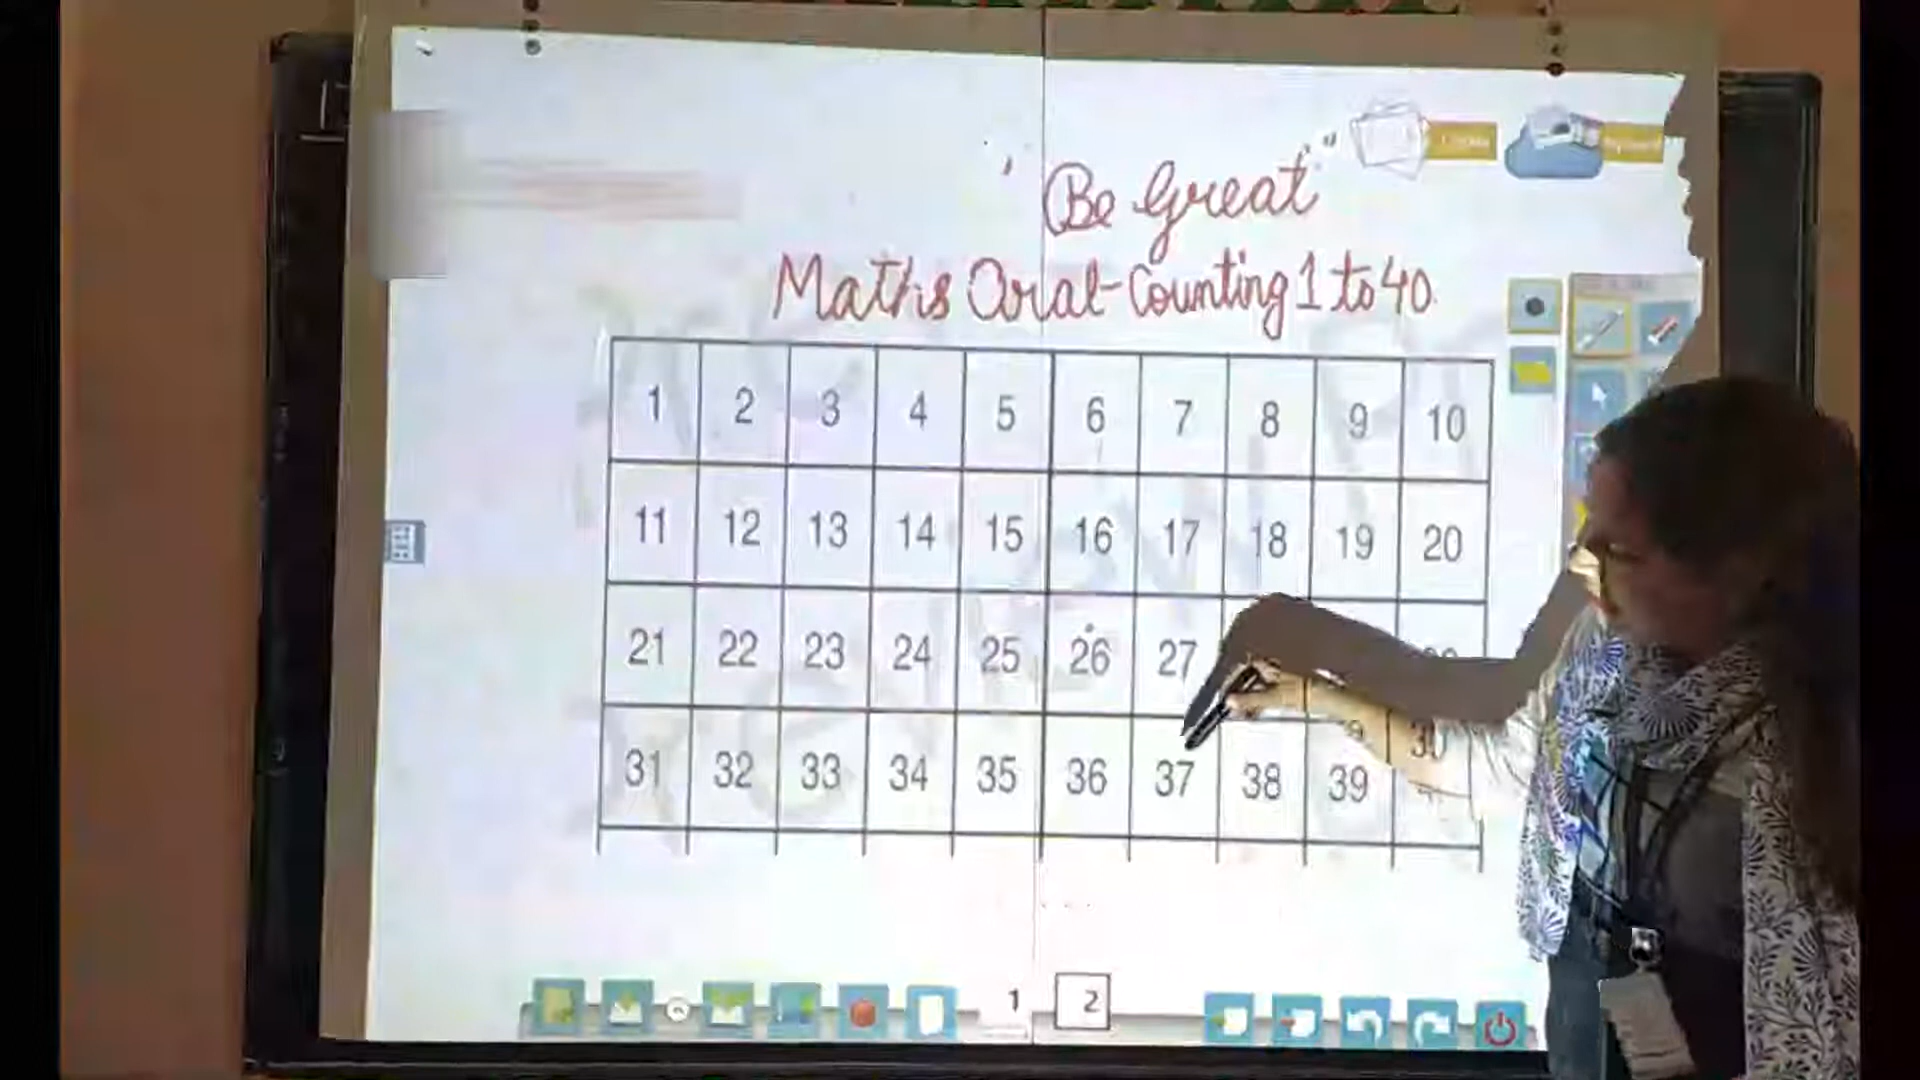 Be Great
Maths Oral-Counting 1 to 40.
1 2 3 4 5 6 7 8 9 10
11 12 13 14 15 16 17 18 19 20
21 22 23 24 25 26 27
30
31 32 33 34 35 36 37 38 39
1 2